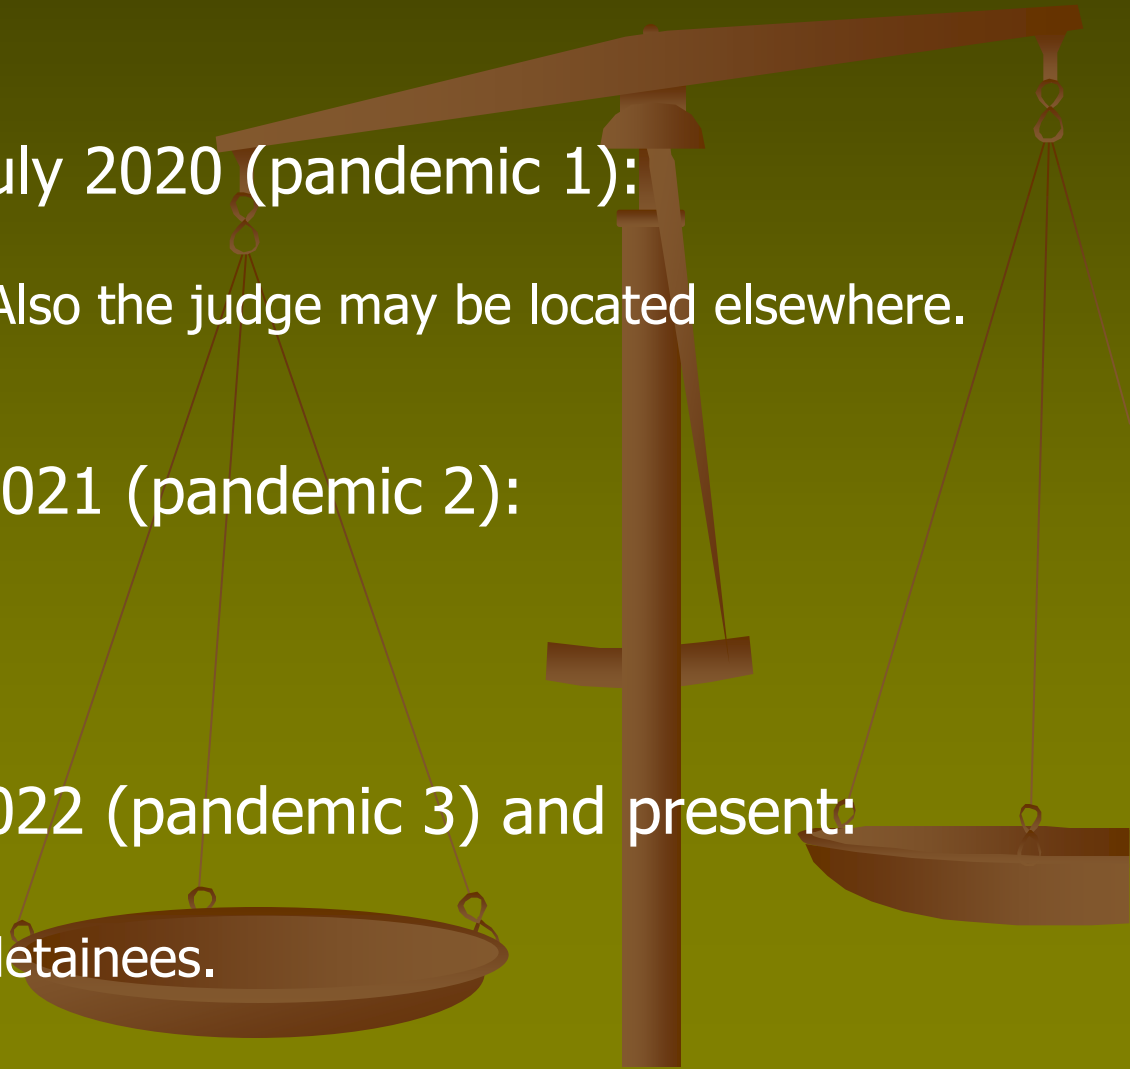 uly 2020 (pandemic 1):
Also the judge may be located elsewhere.
021 (pandemic 2):
022 (pandemic 3) and present:
detainees.